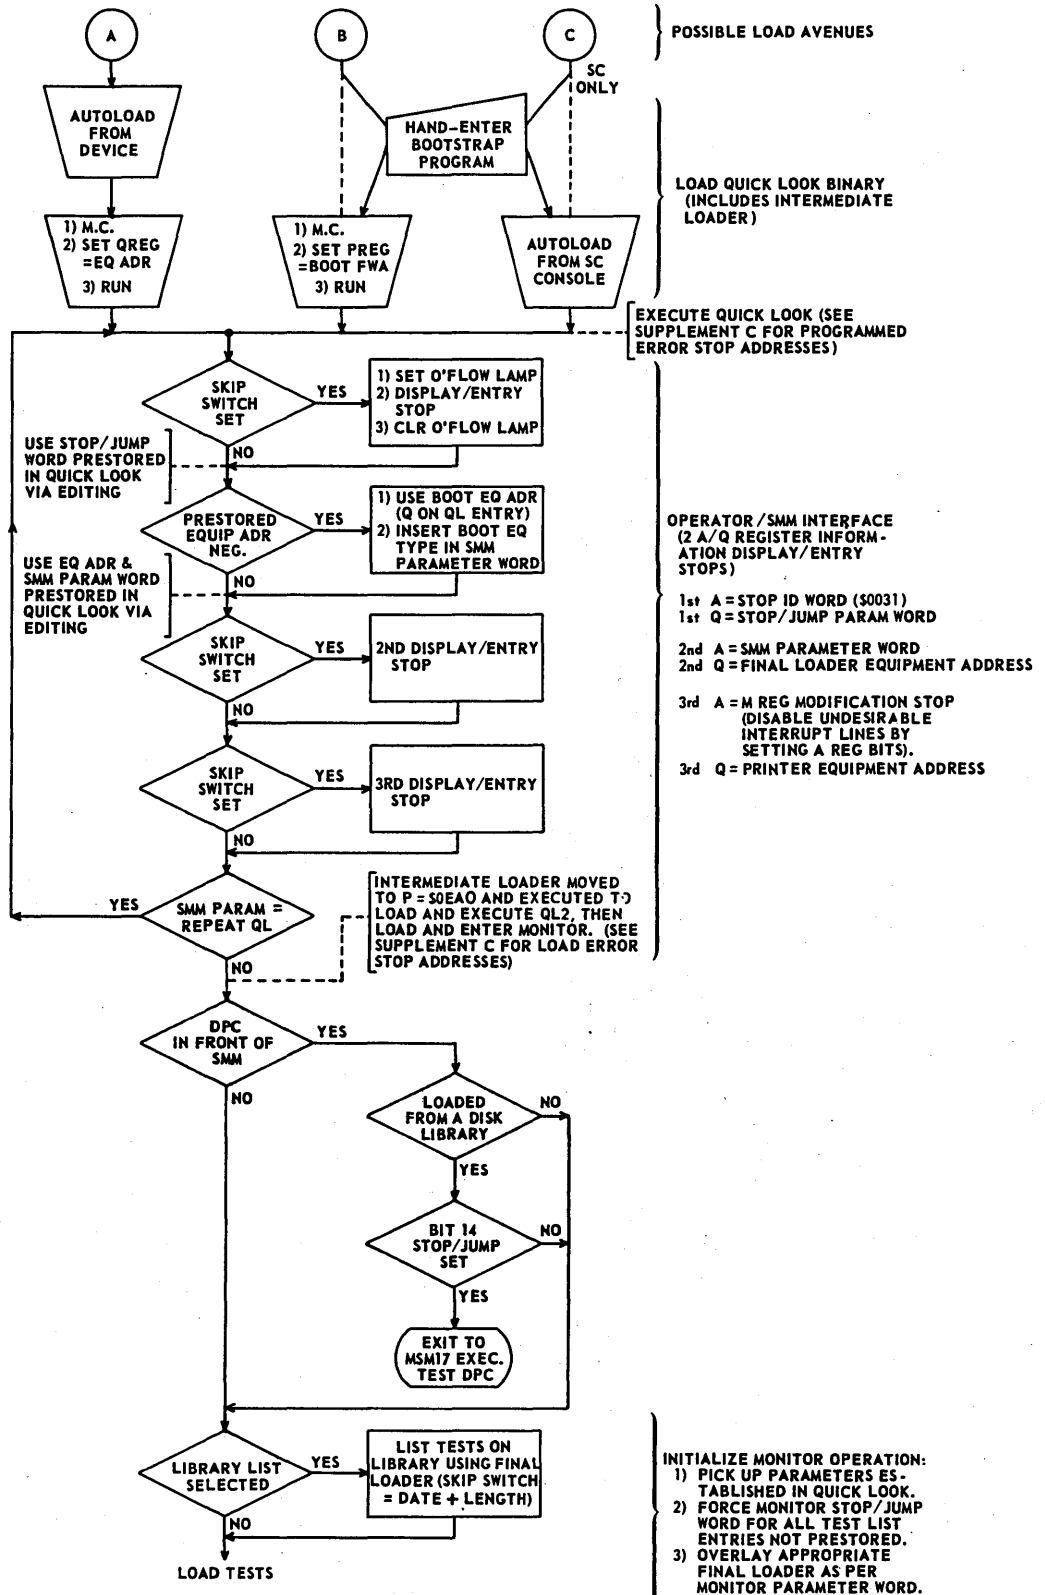 A
B
C
POSSIBLE LOAD AVENUES
SC
ONLY
AUTOLOAD
FROM
DEVICE
HAND-ENTER
BOOTSTRAP
PROGRAM
LOAD QUICK LOOK BINARY
(INCLUDES INTERMEDIATE
LOADER)
1) M.C.
2) SET QREG
=EQ ADR
3) RUN
1) M.C.
2) SET PREG
=BOOT FWA
3) RUN
AUTOLOAD
FROM SC
CONSOLE
EXECUTE QUICK LOOK (SEE
SUPPLEMENT C FOR PROGRAMMED
ERROR STOP ADDRESSES)
SKIP
SWITCH
SET
YES
1) SET O'FLOW LAMP
2) DISPLAY/ENTRY
STOP
3) CLR O'FLOW LAMP
NO
USE STOP/JUMP
WORD PRESTORED
IN QUICK LOOK
VIA EDITING
PRESTORED
EQUIP ADR
NEG.
YES
1) USE BOOT EQ ADR
(Q ON QL ENTRY)
2) INSERT BOOT EQ
TYPE IN SMM
PARAMETER WORD
NO
USE EQ ADR &
SMM PARAM WORD
PRESTORED IN
QUICK LOOK VIA
EDITING
OPERATOR/SMM INTERFACE
(2 A/Q REGISTER INFORM-
ATION DISPLAY/ENTRY
STOPS)
1st A = STOP ID WORD ($0031)
1st Q = STOP/JUMP PARAM WORD
2nd A = SMM PARAMETER WORD
2nd Q = FINAL LOADER EQUIPMENT ADDRESS
3rd A = M REG MODIFICATION STOP
(DISABLE UNDESIRABLE
INTERRUPT LINES BY
SETTING A REG BITS).
3rd Q = PRINTER EQUIPMENT ADDRESS
SKIP
SWITCH
SET
YES
2ND DISPLAY/ENTRY
STOP
NO
SKIP
SWITCH
SET
YES
3RD DISPLAY/ENTRY
STOP
NO
YES
SMM PARAM =
REPEAT QL
NO
INTERMEDIATE LOADER MOVED
TO P = $0EA0 AND EXECUTED TO
LOAD AND EXECUTE QL2, THEN
LOAD AND ENTER MONITOR. (SEE
SUPPLEMENT C FOR LOAD ERROR
STOP ADDRESSES)
DPC
IN FRONT OF
SMM
YES
NO
LOADED
FROM A DISK
LIBRARY
NO
YES
BIT 14
STOP/JUMP
SET
NO
YES
EXIT TO
MSM17 EXEC.
TEST DPC
LIBRARY LIST
SELECTED
YES
LIST TESTS ON
LIBRARY USING FINAL
LOADER (SKIP SWITCH
= DATE + LENGTH)
NO
LOAD TESTS
INITIALIZE MONITOR OPERATION:
1) PICK UP PARAMETERS ES-
TABLISHED IN QUICK LOOK.
2) FORCE MONITOR STOP/JUMP
WORD FOR ALL TEST LIST
ENTRIES NOT PRESTORED.
3) OVERLAY APPROPRIATE
FINAL LOADER AS PER
MONITOR PARAMETER WORD.